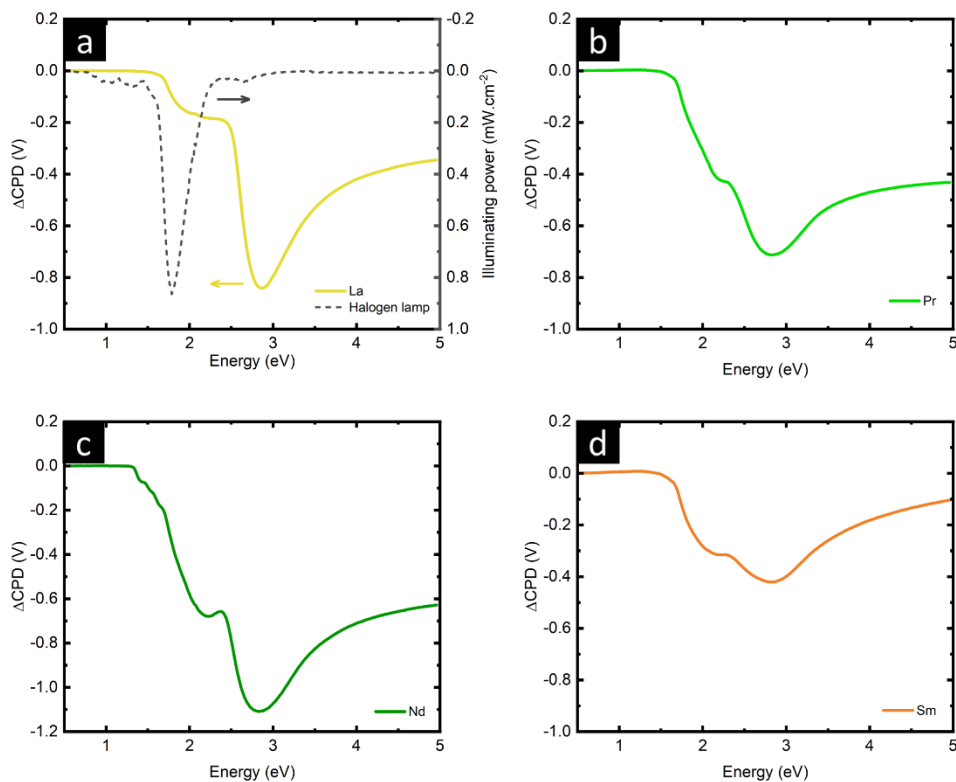 a
0.2
0.0
-0.2
-0.4
-0.6
-0.8
-1.0
ΔCPD (V)
1 2 3 4 5
Energy (eV)
-0.2
0.0
0.2
0.4
0.6
0.8
1.0
Illuminating power (mW.cm⁻²)
La
Halogen lamp
b
0.2
0.0
-0.2
-0.4
-0.6
-0.8
-1.0
ΔCPD (V)
1 2 3 4 5
Energy (eV)
Pr
c
0.2
0.0
-0.2
-0.4
-0.6
-0.8
-1.0
-1.2
ΔCPD (V)
1 2 3 4 5
Energy (eV)
Nd
d
0.2
0.0
-0.2
-0.4
-0.6
-0.8
-1.0
ΔCPD (V)
1 2 3 4 5
Energy (eV)
Sm